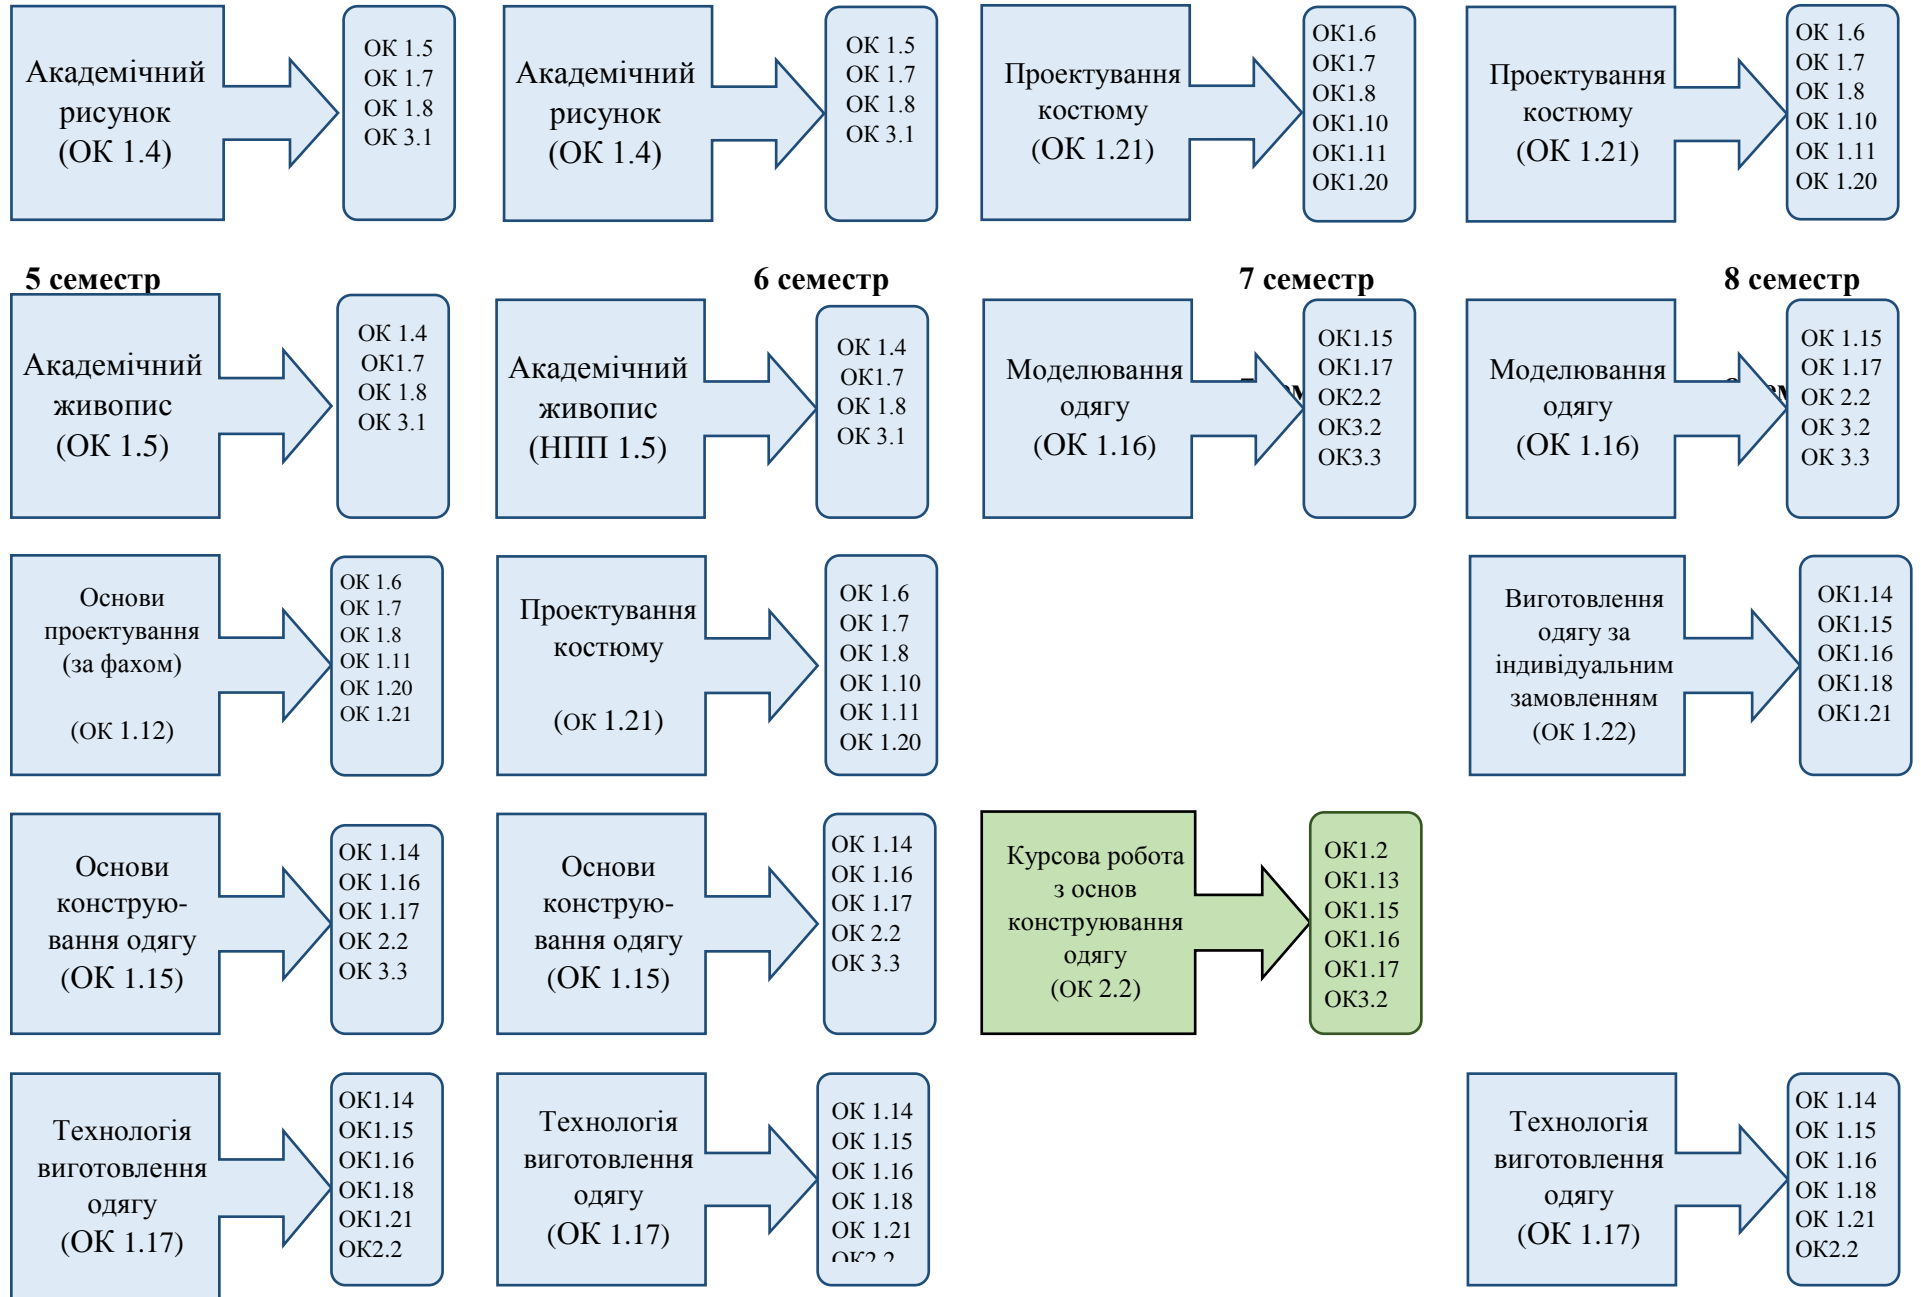 Академічний
рисунок
(ОК 1.4)
ОК 1.5
ОК 1.7
ОК 1.8
ОК 3.1
Академічний
рисунок
(ОК 1.4)
ОК 1.5
ОК 1.7
ОК 1.8
ОК 3.1
Проектування
костюму
(ОК 1.21)
ОК1.6
ОК1.7
ОК1.8
ОК1.10
ОК1.11
ОК1.20
Проектування
костюму
(ОК 1.21)
ОК 1.6
ОК 1.7
ОК 1.8
ОК 1.10
ОК 1.11
ОК 1.20
5 семестр
6 семестр
7 семестр
8 семестр
Академічний
живопис
(ОК 1.5)
ОК 1.4
ОК1.7
ОК 1.8
ОК 3.1
Академічний
живопис
(НПП 1.5)
ОК 1.4
ОК1.7
ОК 1.8
ОК 3.1
Моделювання
одягу
(ОК 1.16)
ОК1.15
ОК1.17
ОК2.2
ОК3.2
ОК3.3
Моделювання
одягу
(ОК 1.16)
ОК 1.15
ОК 1.17
ОК 2.2
ОК 3.2
ОК 3.3
Основи
проектування
(за фахом)
(ОК 1.12)
ОК 1.6
ОК 1.7
ОК 1.8
ОК 1.11
ОК 1.20
ОК 1.21
Проектування
костюму
(ОК 1.21)
ОК 1.6
ОК 1.7
ОК 1.8
ОК 1.10
ОК 1.11
ОК 1.20
Виготовлення
одягу за
індивідуальним
замовленням
(ОК 1.22)
ОК1.14
ОК1.15
ОК1.16
ОК1.18
ОК1.21
Основи
конструю-
вання одягу
(ОК 1.15)
ОК 1.14
ОК 1.16
ОК 1.17
ОК 2.2
ОК 3.3
Основи
конструю-
вання одягу
(ОК 1.15)
ОК 1.14
ОК 1.16
ОК 1.17
ОК 2.2
ОК 3.3
Курсова робота
з основ
конструювання
одягу
(ОК 2.2)
ОК1.2
ОК1.13
ОК1.15
ОК1.16
ОК1.17
ОК3.2
Технологія
виготовлення
одягу
(ОК 1.17)
ОК1.14
ОК1.15
ОК1.16
ОК1.18
ОК1.21
ОК2.2
Технологія
виготовлення
одягу
(ОК 1.17)
ОК 1.14
ОК 1.15
ОК 1.16
ОК 1.18
ОК 1.21
ОК2.2
Технологія
виготовлення
одягу
(ОК 1.17)
ОК 1.14
ОК 1.15
ОК 1.16
ОК 1.18
ОК 1.21
ОК2.2